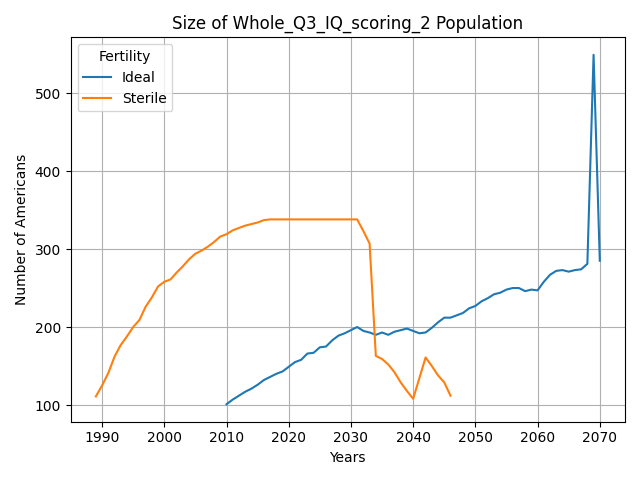 Size of Whole_Q3_IQ_scoring_2 Population
Fertility
Ideal
Sterile
Number of Americans
500
400
300
200
100
1990 2000 2010 2020 2030 2040 2050 2060 2070
Years